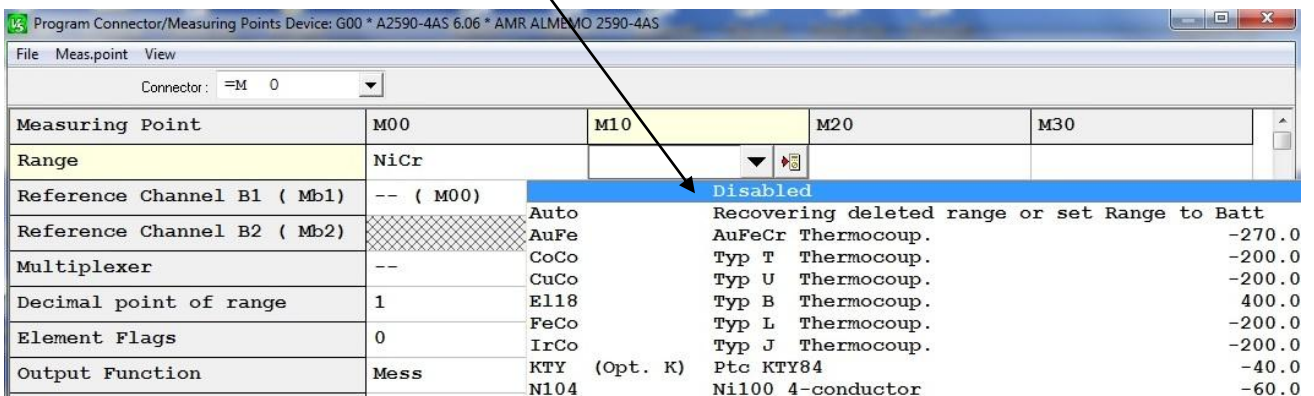 Program Connector/Measuring Points Device: G00 * A2590-4AS 6.06 * AMR ALMEMO 2590-4AS
File Meas.point View
Connector : =M 0
Measuring Point M00 M10 M20 M30
Range NiCr
Reference Channel B1 ( Mb1) -- ( M00)
Reference Channel B2 ( Mb2)
Multiplexer --
Decimal point of range 1
Element Flags 0
Output Function Mess
Disabled
Auto Recovering deleted range or set Range to Batt
AuFe AuFeCr Thermocoup. -270.0
CoCo Typ T Thermocoup. -200.0
CuCo Typ U Thermocoup. -200.0
El18 Typ B Thermocoup. 400.0
FeCo Typ L Thermocoup. -200.0
IrCo Typ J Thermocoup. -200.0
KTY (Opt. K) Ptc KTY84 -40.0
N104 Ni100 4-conductor -60.0